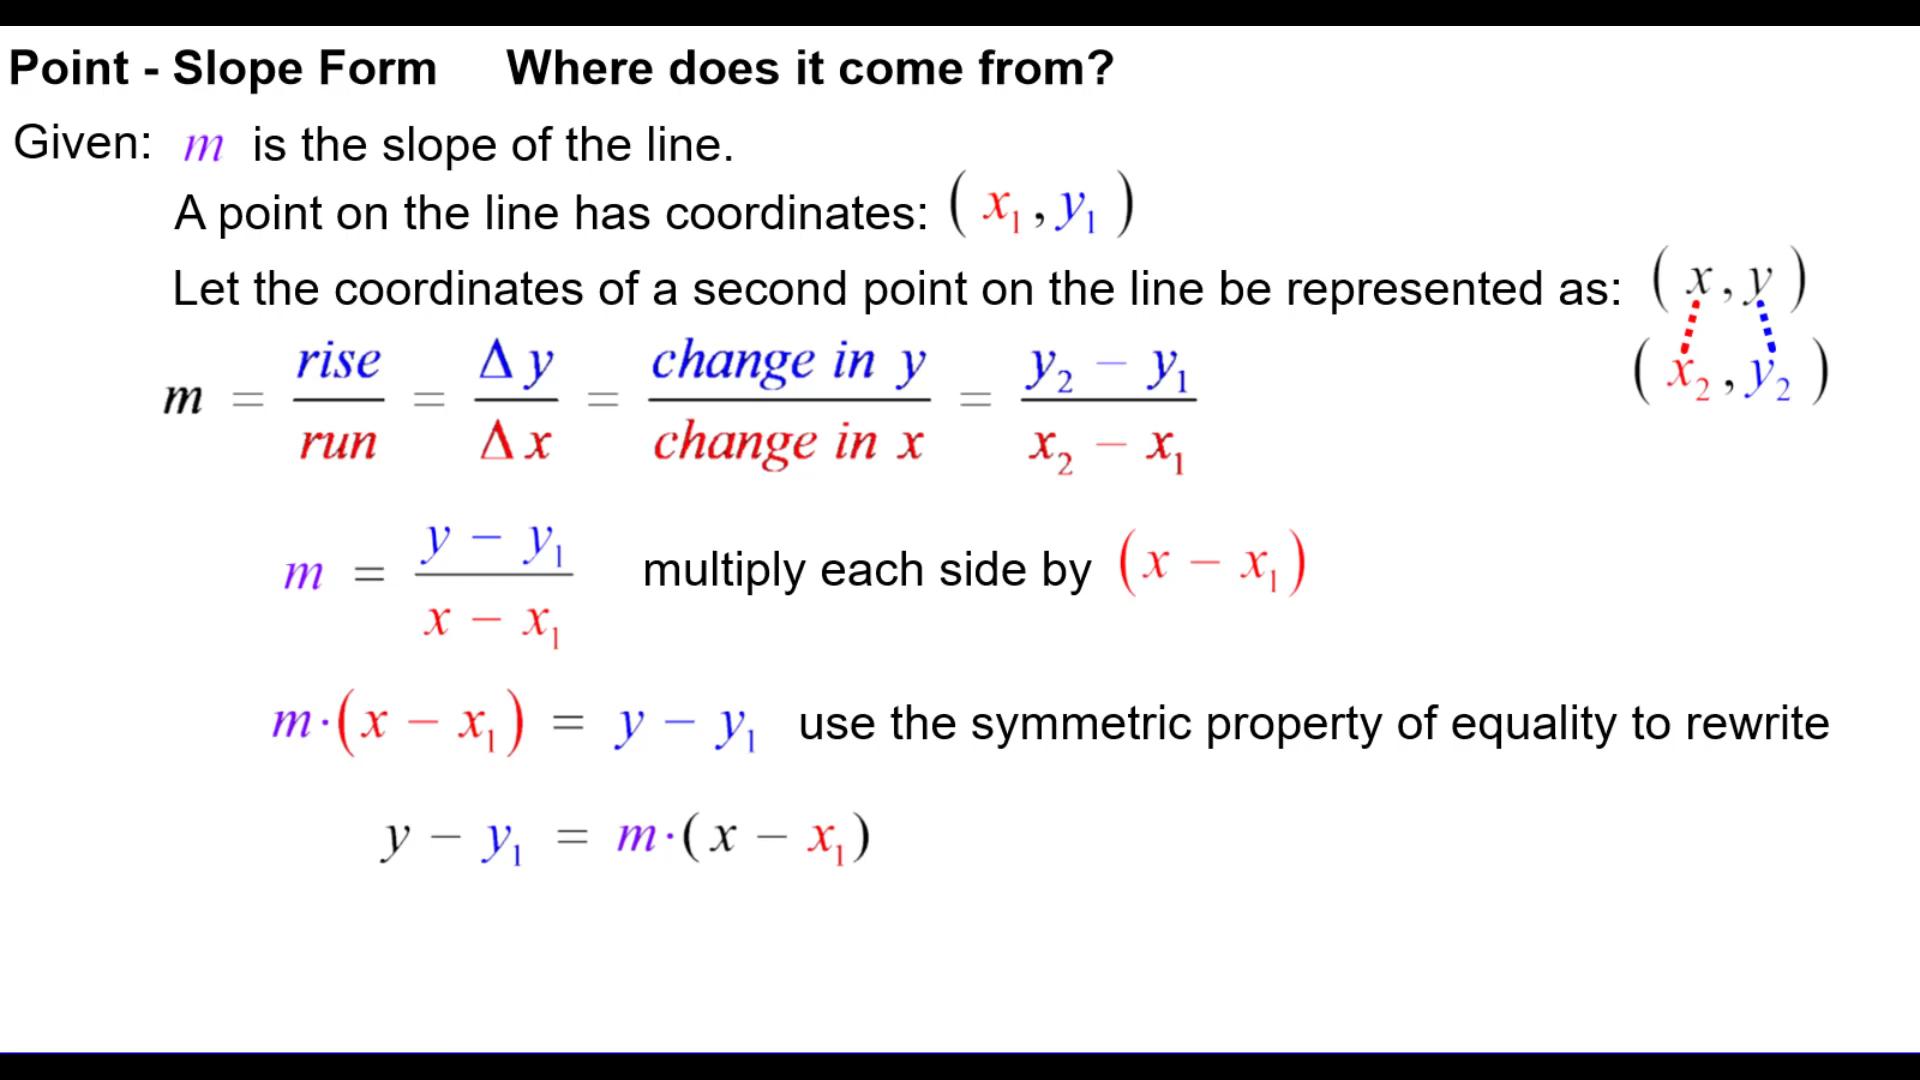 Point - Slope Form Where does it come from?
Given: m is the slope of the line.
A point on the line has coordinates: ( x₁ , y₁ )
Let the coordinates of a second point on the line be represented as: ( x , y )
( x₂ , y₂ )
m = rise/run = Δ y/Δ x = change in y/change in x = y₂ − y₁/x₂ − x₁
m = y − y₁/x − x₁ multiply each side by (x − x₁)
m·(x − x₁) = y − y₁ use the symmetric property of equality to rewrite
y − y₁ = m·(x − x₁)